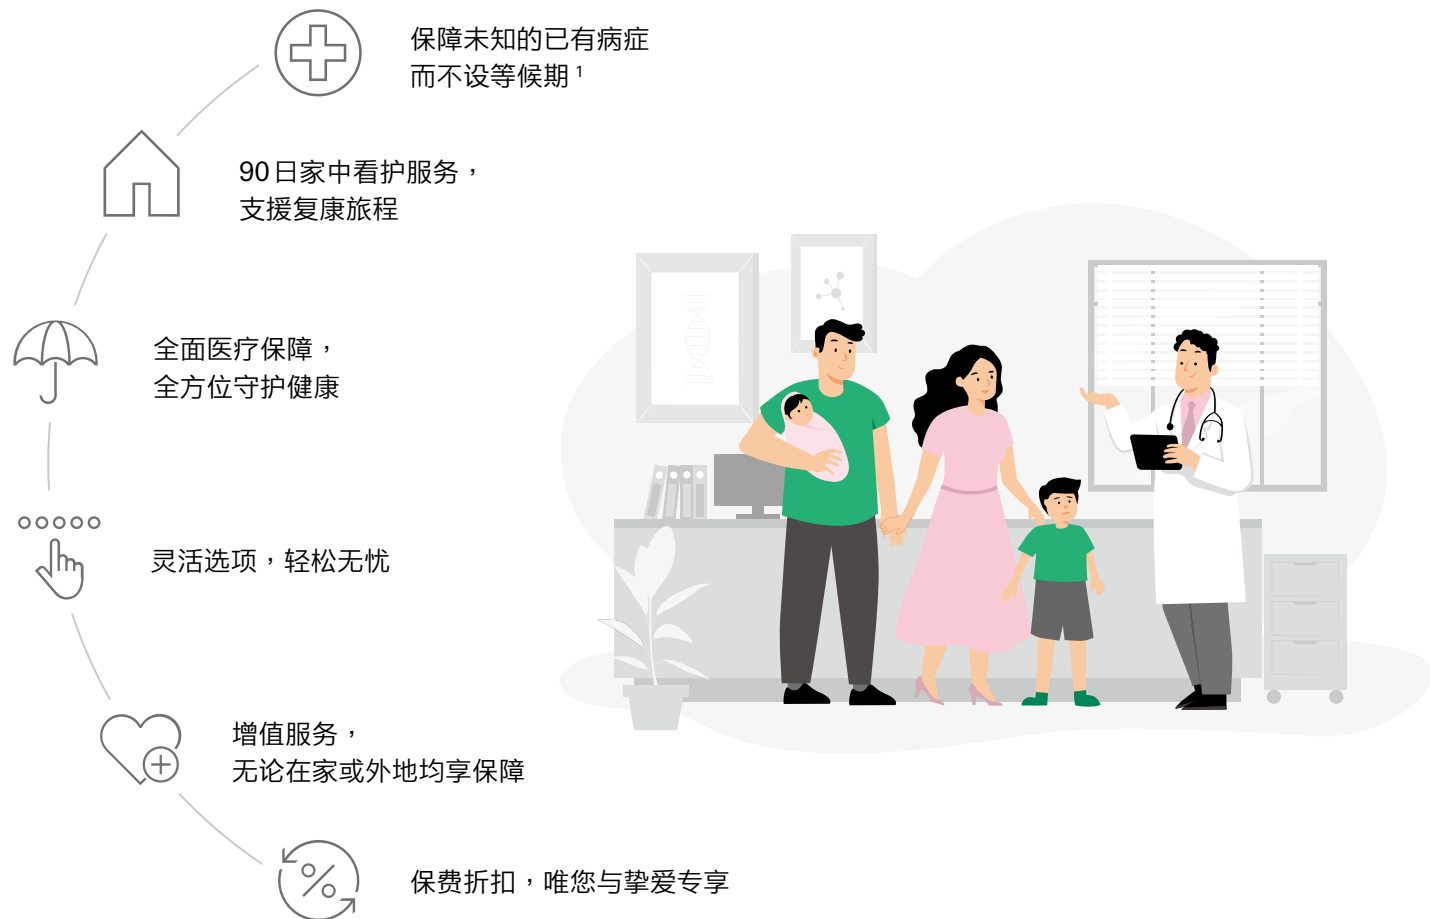 保障未知的已有病症
而不设等候期 1
90日家中看护服务，
支援复康旅程
全面医疗保障，
全方位守护健康
灵活选项，轻松无忧
增值服务，
无论在家或外地均享保障
保费折扣，唯您与挚爱专享